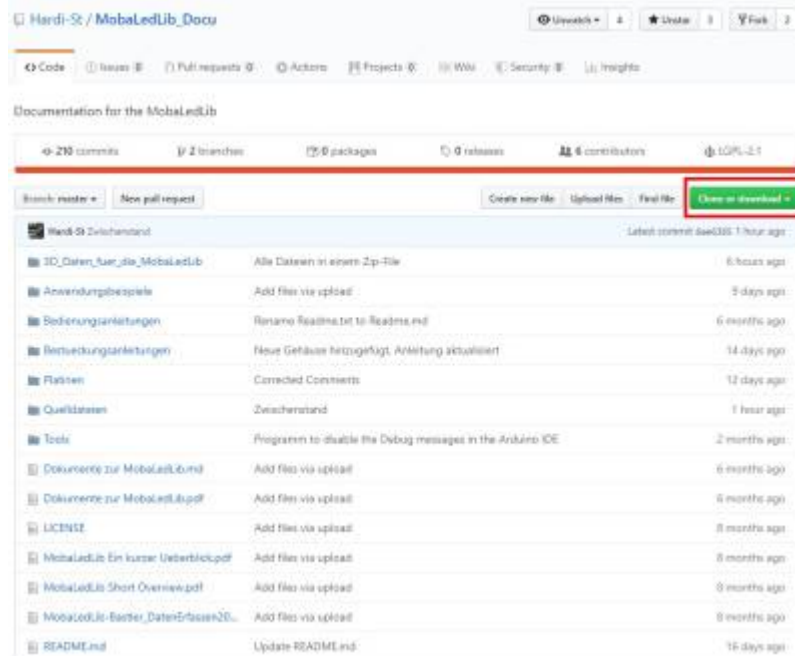 Hardi-St / MobaLedLib_Docu
Unwatch 4 Unstar 3 Fork 2
Code Issues 0 Pull requests 0 Actions Projects 0 Wiki Security 0 Insights
Documentation for the MobaLedLib
210 commits 2 branches 0 packages 0 releases 6 contributors LGPL-2.1
Branch: master New pull request Create new file Upload files Find file Clone or download
Hardi-St Zwischenstand Latest commit 1 hour ago
3D_Daten_fuer_die_MobaLedLib Alle Dateien in einem Zip-File 6 hours ago
Anwendungsbeispiele Add files via upload 9 days ago
Bedienungsanleitungen Rename Readme.txt to Readme.md 6 months ago
Bestueckungsanleitungen Neue Gehäuse hinzugefügt, Anleitung aktualisiert 14 days ago
Platinen Corrected Comments 12 days ago
Quelldateien Zwischenstand 1 hour ago
Tools Programm to disable the Debug messages in the Arduino IDE 2 months ago
Dokumente zur MobaLedLib.md Add files via upload 6 months ago
Dokumente zur MobaLedLib.pdf Add files via upload 6 months ago
LICENSE Add files via upload 8 months ago
MobaLedLib Ein kurzer Ueberblick.pdf Add files via upload 8 months ago
MobaLedLib Short Overview.pdf Add files via upload 8 months ago
MobaLedLib-Bastler_DatenErfassen20... Add files via upload 8 months ago
README.md Update README.md 16 days ago